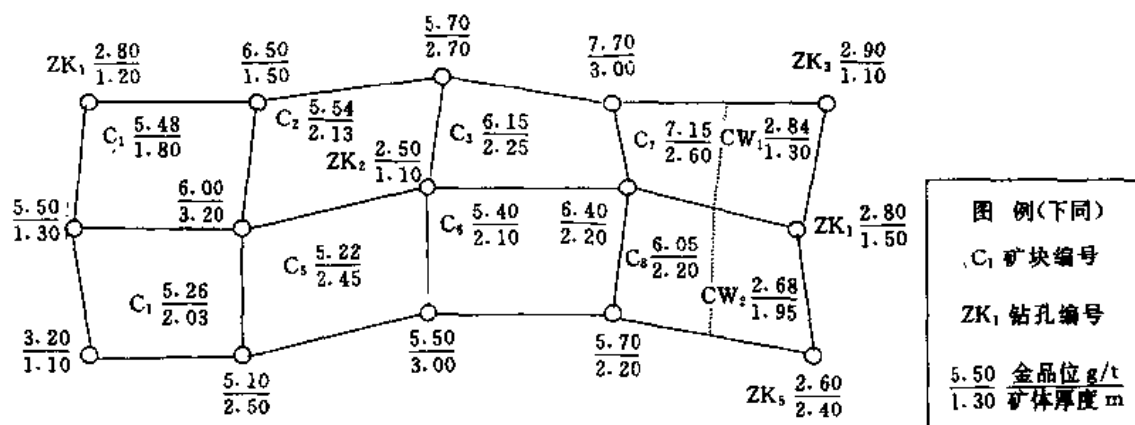 5.70
2.70
7.70
3.00
6.50
1.50
ZK₁ 2.80
1.20
ZK₃ 2.90
1.10
C₁ 5.48
1.80
C₂ 5.54
2.13
C₃ 6.15
2.25
C₇ 7.15
2.60
CW₁ 2.84
1.30
ZK₂ 2.50
1.10
6.00
3.20
5.50
1.30
C₅ 5.22
2.45
C₆ 5.40
2.10
6.40
2.20
C₈ 6.05
2.20
ZK₁ 2.80
1.50
C₁ 5.26
2.03
CW₂ 2.68
1.95
3.20
1.10
5.10
2.50
5.50
3.00
5.70
2.20
ZK₅ 2.60
2.40
图 例(下同)
C₁ 矿块编号
ZK₁ 钻孔编号
5.50 金品位 g/t
1.30 矿体厚度 m